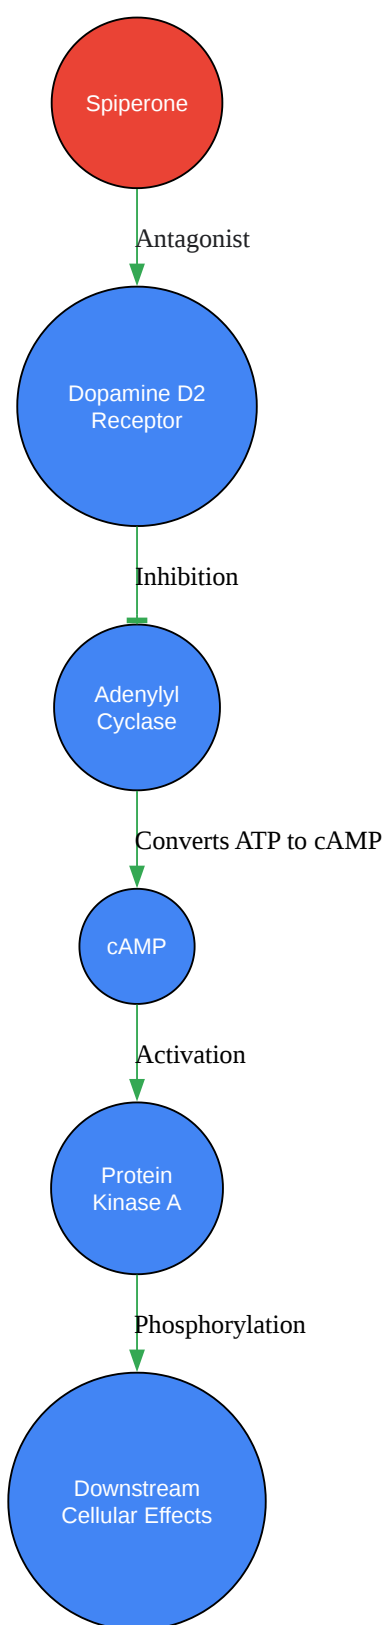 Spiperone
Antagonist
Dopamine D2
Receptor
Inhibition
Adenylyl
Cyclase
Converts ATP to cAMP
cAMP
Activation
Protein
Kinase A
Phosphorylation
Downstream
Cellular Effects